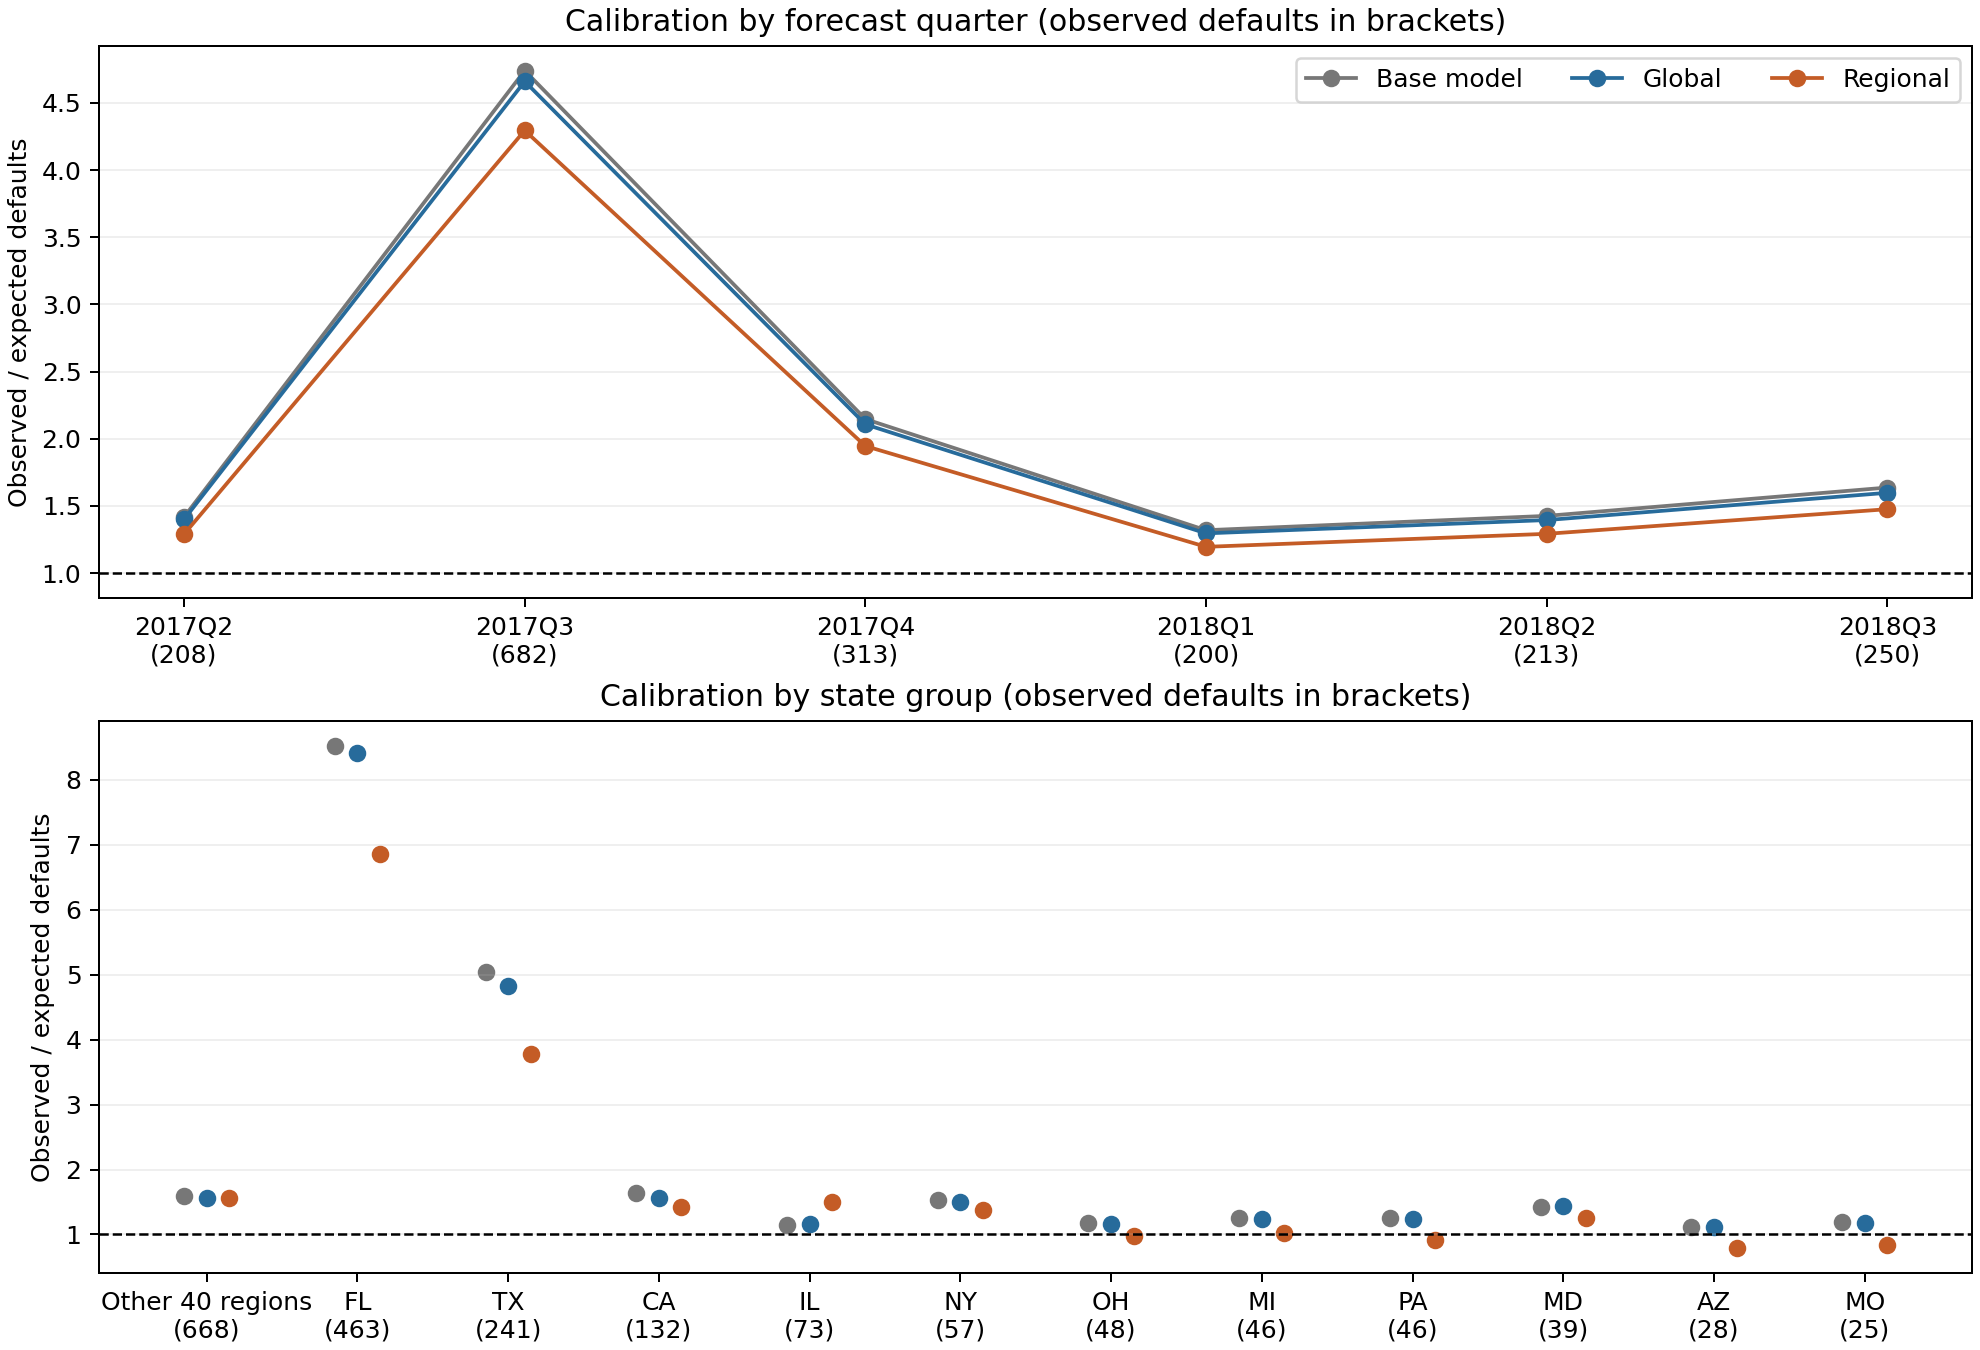 Calibration by forecast quarter (observed defaults in brackets)
Base model
Global
Regional
Observed / expected defaults
4.5
4.0
3.5
3.0
2.5
2.0
1.5
1.0
2017Q2 2017Q3 2017Q4 2018Q1 2018Q2 2018Q3
(208) (682) (313) (200) (213) (250)
Calibration by state group (observed defaults in brackets)
Observed / expected defaults
8
7
6
5
4
3
2
1
Other 40 regions FL TX CA IL NY OH MI PA MD AZ MO
(668) (463) (241) (132) (73) (57) (48) (46) (46) (39) (28) (25)